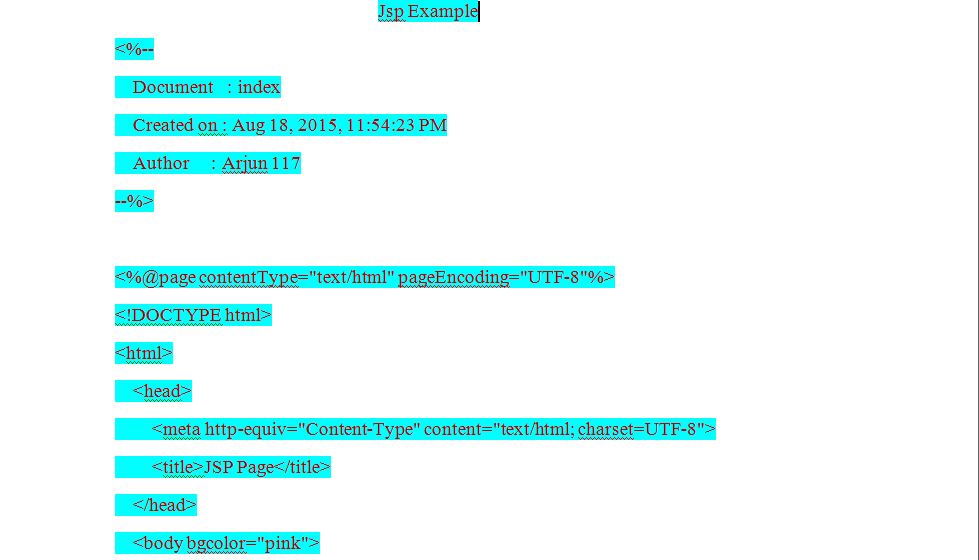 Jsp Example
<%--
Document : index
Created on : Aug 18, 2015, 11:54:23 PM
Author : Arjun 117
--%>
<%@page contentType="text/html" pageEncoding="UTF-8"%>
<!DOCTYPE html>
<html>
<head>
<meta http-equiv="Content-Type" content="text/html; charset=UTF-8">
<title>JSP Page</title>
</head>
<body bgcolor="pink">